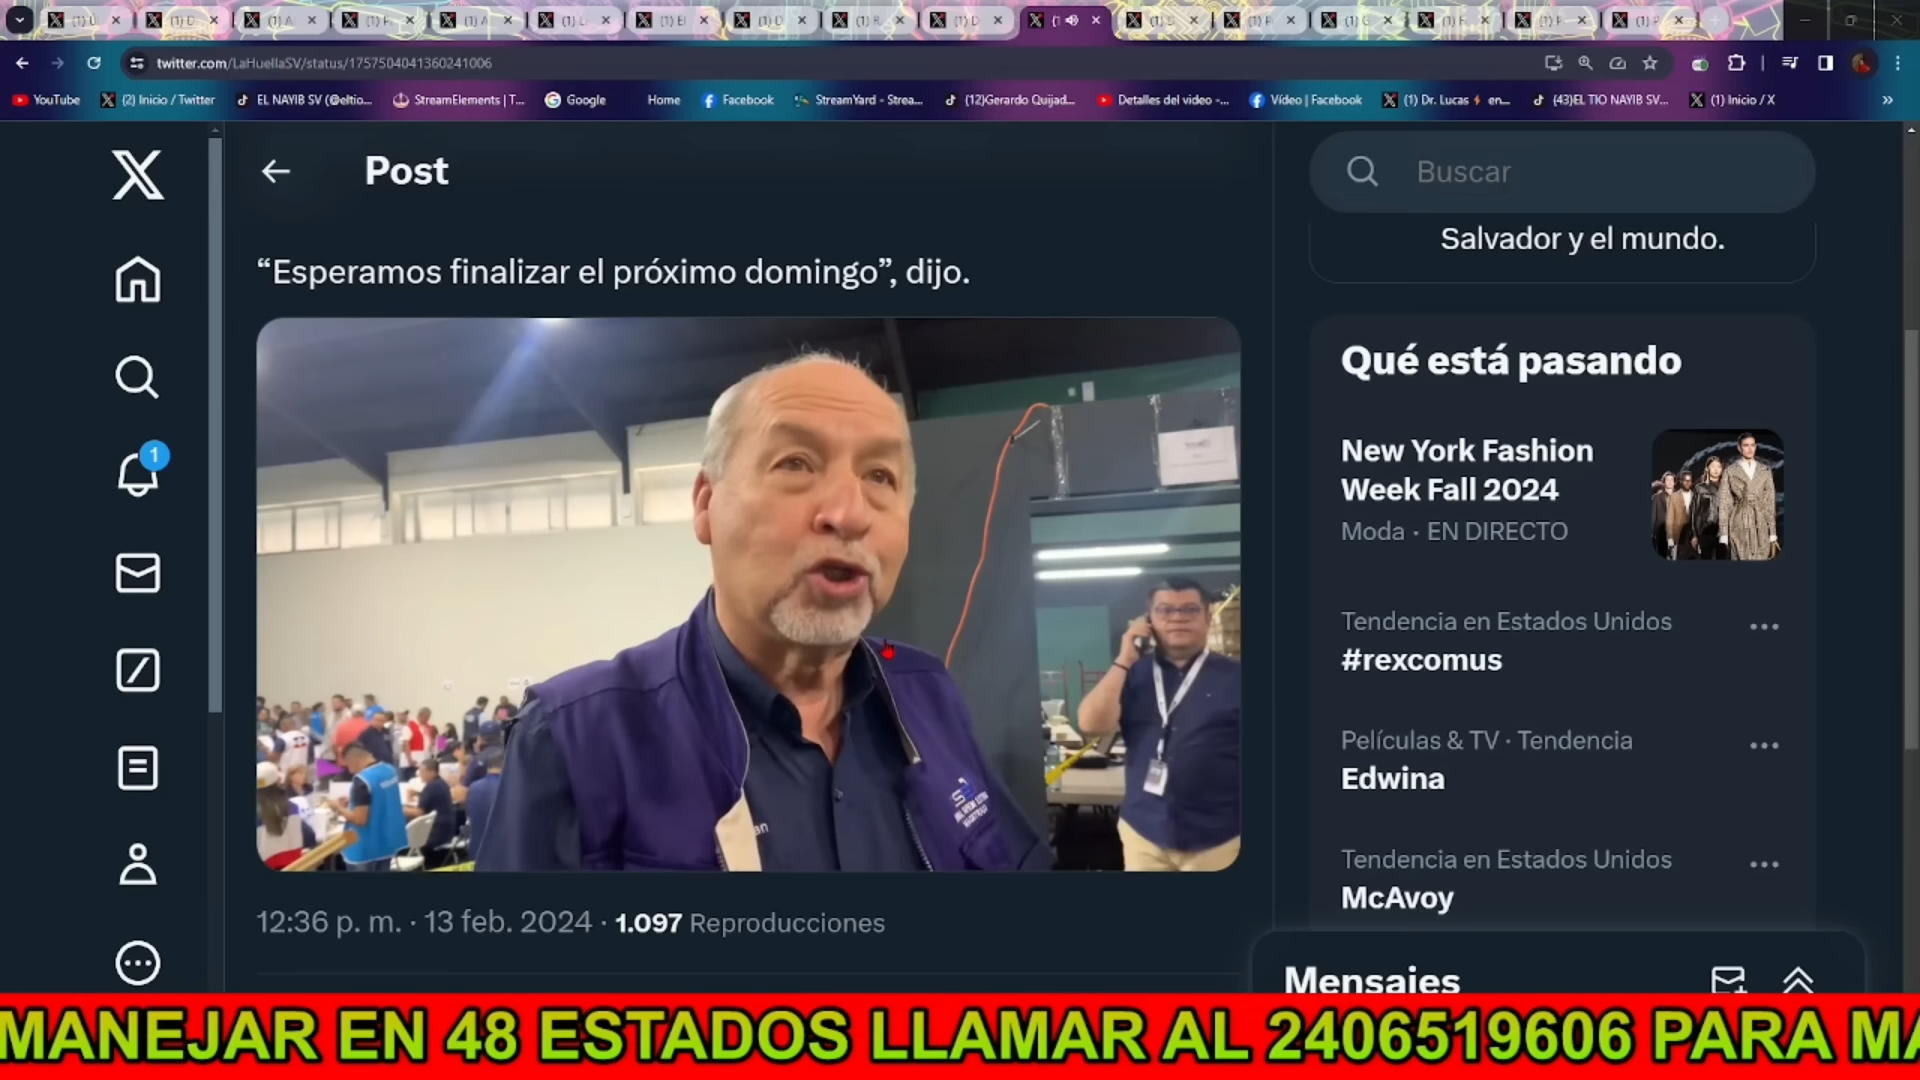 twitter.com/LaHuellaSV/status/1757504041360241006
YouTube
(2) Inicio / Twitter
EL NAYIB SV (@eltio...
StreamElements | T...
Google
Home
Facebook
StreamYard - Strea...
(12)Gerardo Quijad...
Detalles del video -...
Vídeo | Facebook
(1) Dr. Lucas⚡ en...
(43)EL TIO NAYIB SV...
(1) Inicio / X
Post
Buscar
Salvador y el mundo.
“Esperamos finalizar el próximo domingo”, dijo.
Qué está pasando
New York Fashion
Week Fall 2024
Moda · EN DIRECTO
1
Tendencia en Estados Unidos
#rexcomus
Películas & TV · Tendencia
Edwina
Tendencia en Estados Unidos
McAvoy
12:36 p. m. · 13 feb. 2024 · 1.097 Reproducciones
Mensajes
MANEJAR EN 48 ESTADOS LLAMAR AL 2406519606 PARA MA